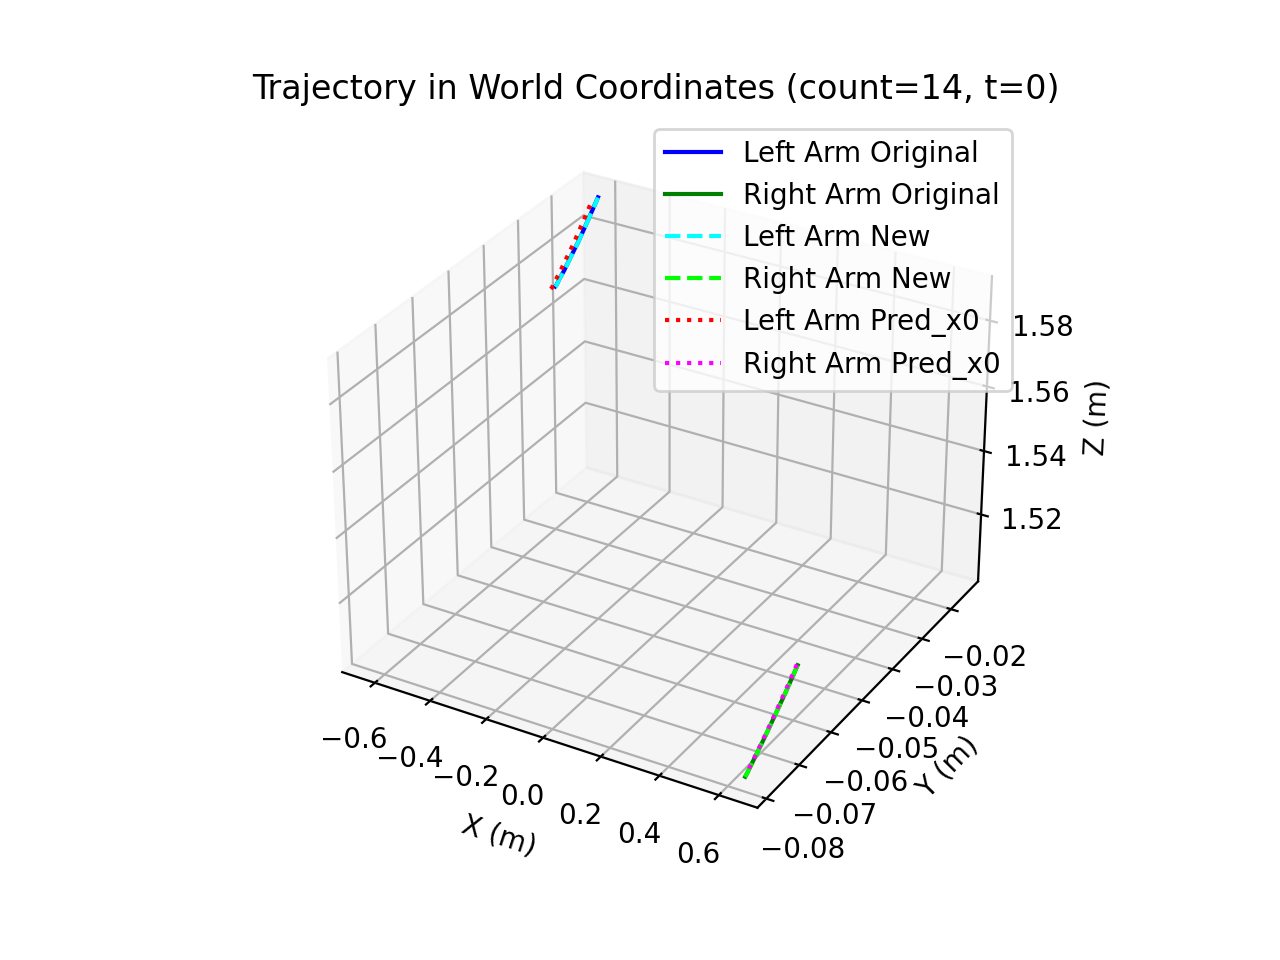 Trajectory in World Coordinates (count=14, t=0)
Left Arm Original
Right Arm Original
Left Arm New
Right Arm New
Left Arm Pred_x0
Right Arm Pred_x0
1.58
1.56
1.54
1.52
Z (m)
−0.02
−0.03
−0.04
−0.05
−0.06
−0.07
−0.08
Y (m)
−0.6
−0.4
−0.2
0.0
0.2
0.4
0.6
X (m)